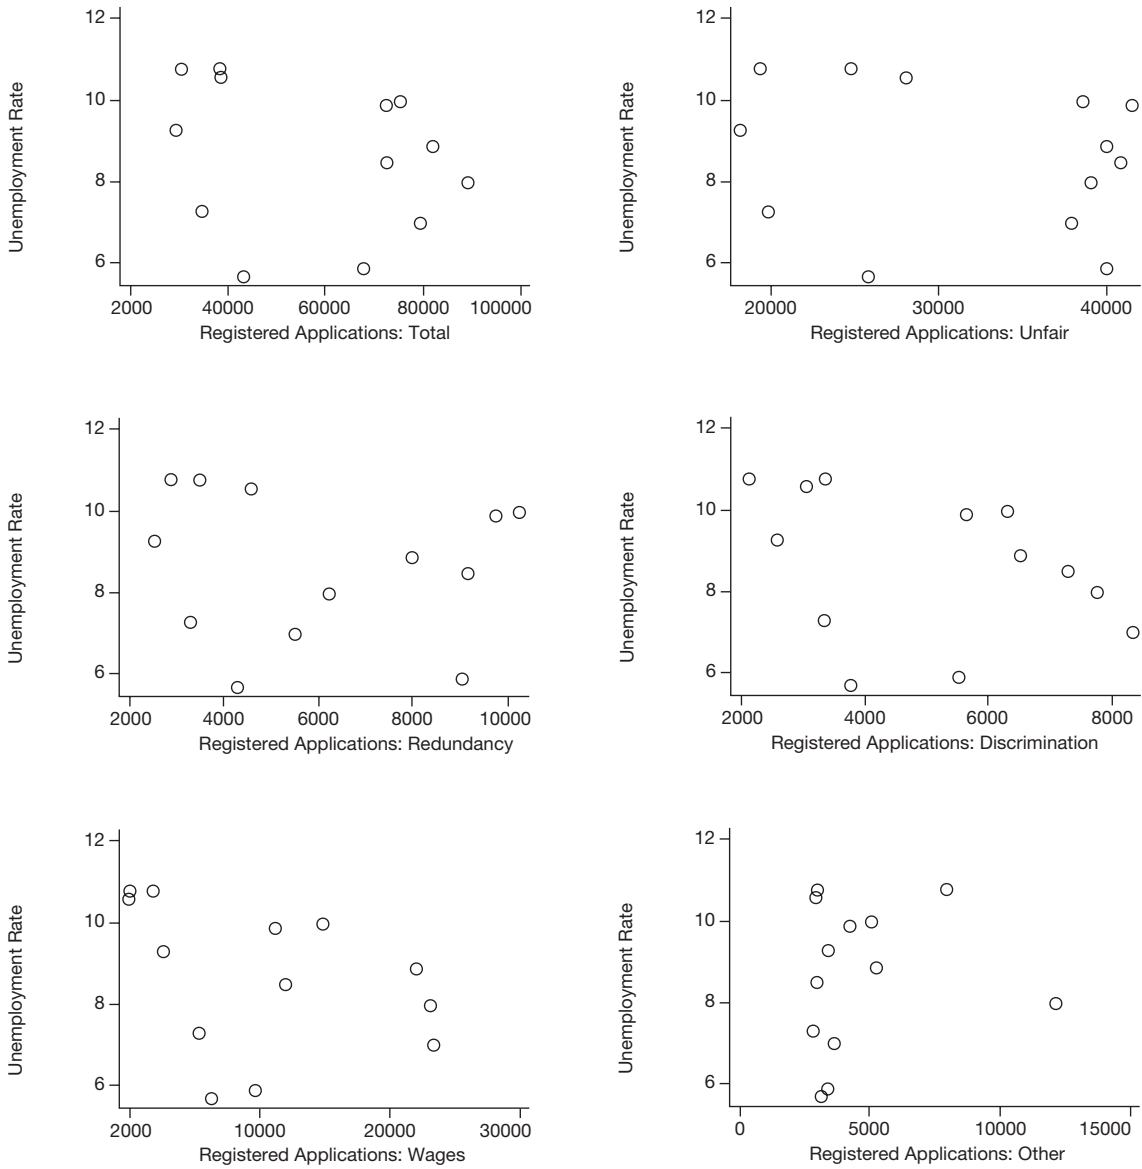 12
10
8
6
Unemployment Rate
2000 40000 60000 80000 100000
Registered Applications: Total
12
10
8
6
Unemployment Rate
20000 30000 40000
Registered Applications: Unfair
12
10
8
6
Unemployment Rate
2000 4000 6000 8000 10000
Registered Applications: Redundancy
12
10
8
6
Unemployment Rate
2000 4000 6000 8000
Registered Applications: Discrimination
12
10
8
6
Unemployment Rate
2000 10000 20000 30000
Registered Applications: Wages
12
10
8
6
Unemployment Rate
0 5000 10000 15000
Registered Applications: Other